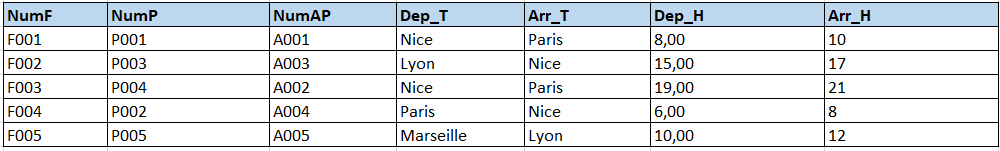 NumF NumP NumAP Dep_T Arr_T Dep_H Arr_H
F001 P001 A001 Nice Paris 8,00 10
F002 P003 A003 Lyon Nice 15,00 17
F003 P004 A002 Nice Paris 19,00 21
F004 P002 A004 Paris Nice 6,00 8
F005 P005 A005 Marseille Lyon 10,00 12